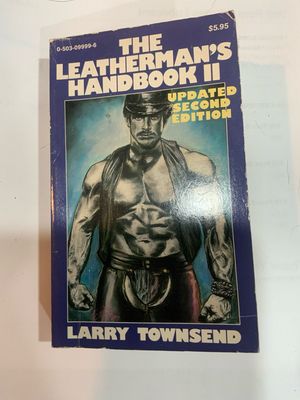 0-503-09999-6
$5.95
THE
LEATHERMAN'S
HANDBOOK II
UPDATED
SECOND
EDITION
LARRY TOWNSEND